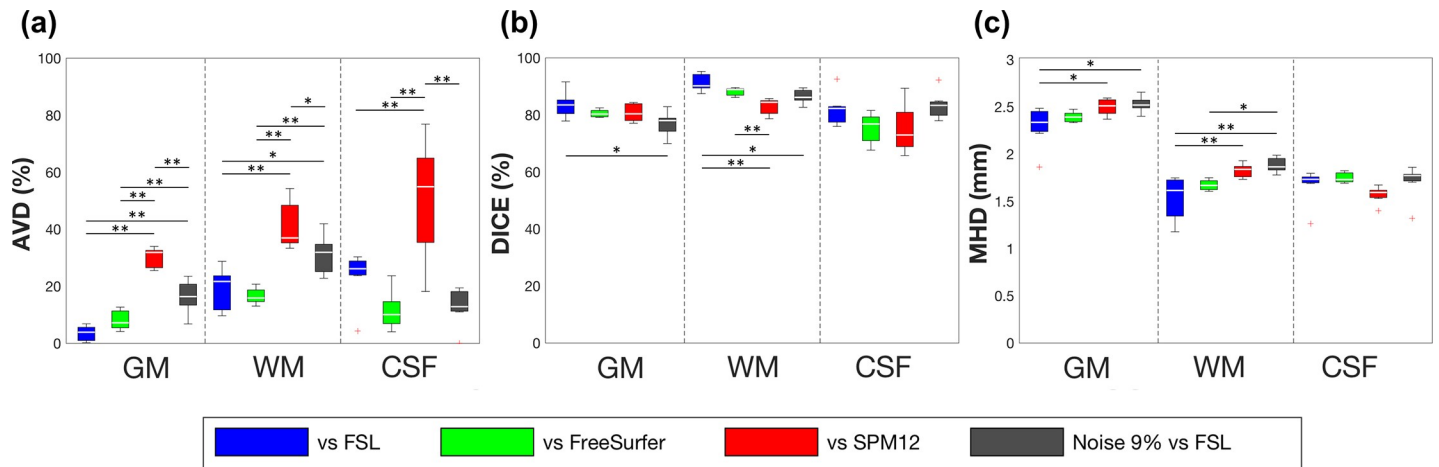 (a)
(b)
(c)
AVD (%)
100
80
60
40
20
0
** ** ** ** **
** * ** ** * **
** ** **
GM WM CSF
DICE (%)
100
80
60
40
20
0
*
** * **
GM WM CSF
MHD (mm)
3
2.5
2
1.5
1
0.5
0
* *
* ** **
GM WM CSF
vs FSL vs FreeSurfer vs SPM12 Noise 9% vs FSL